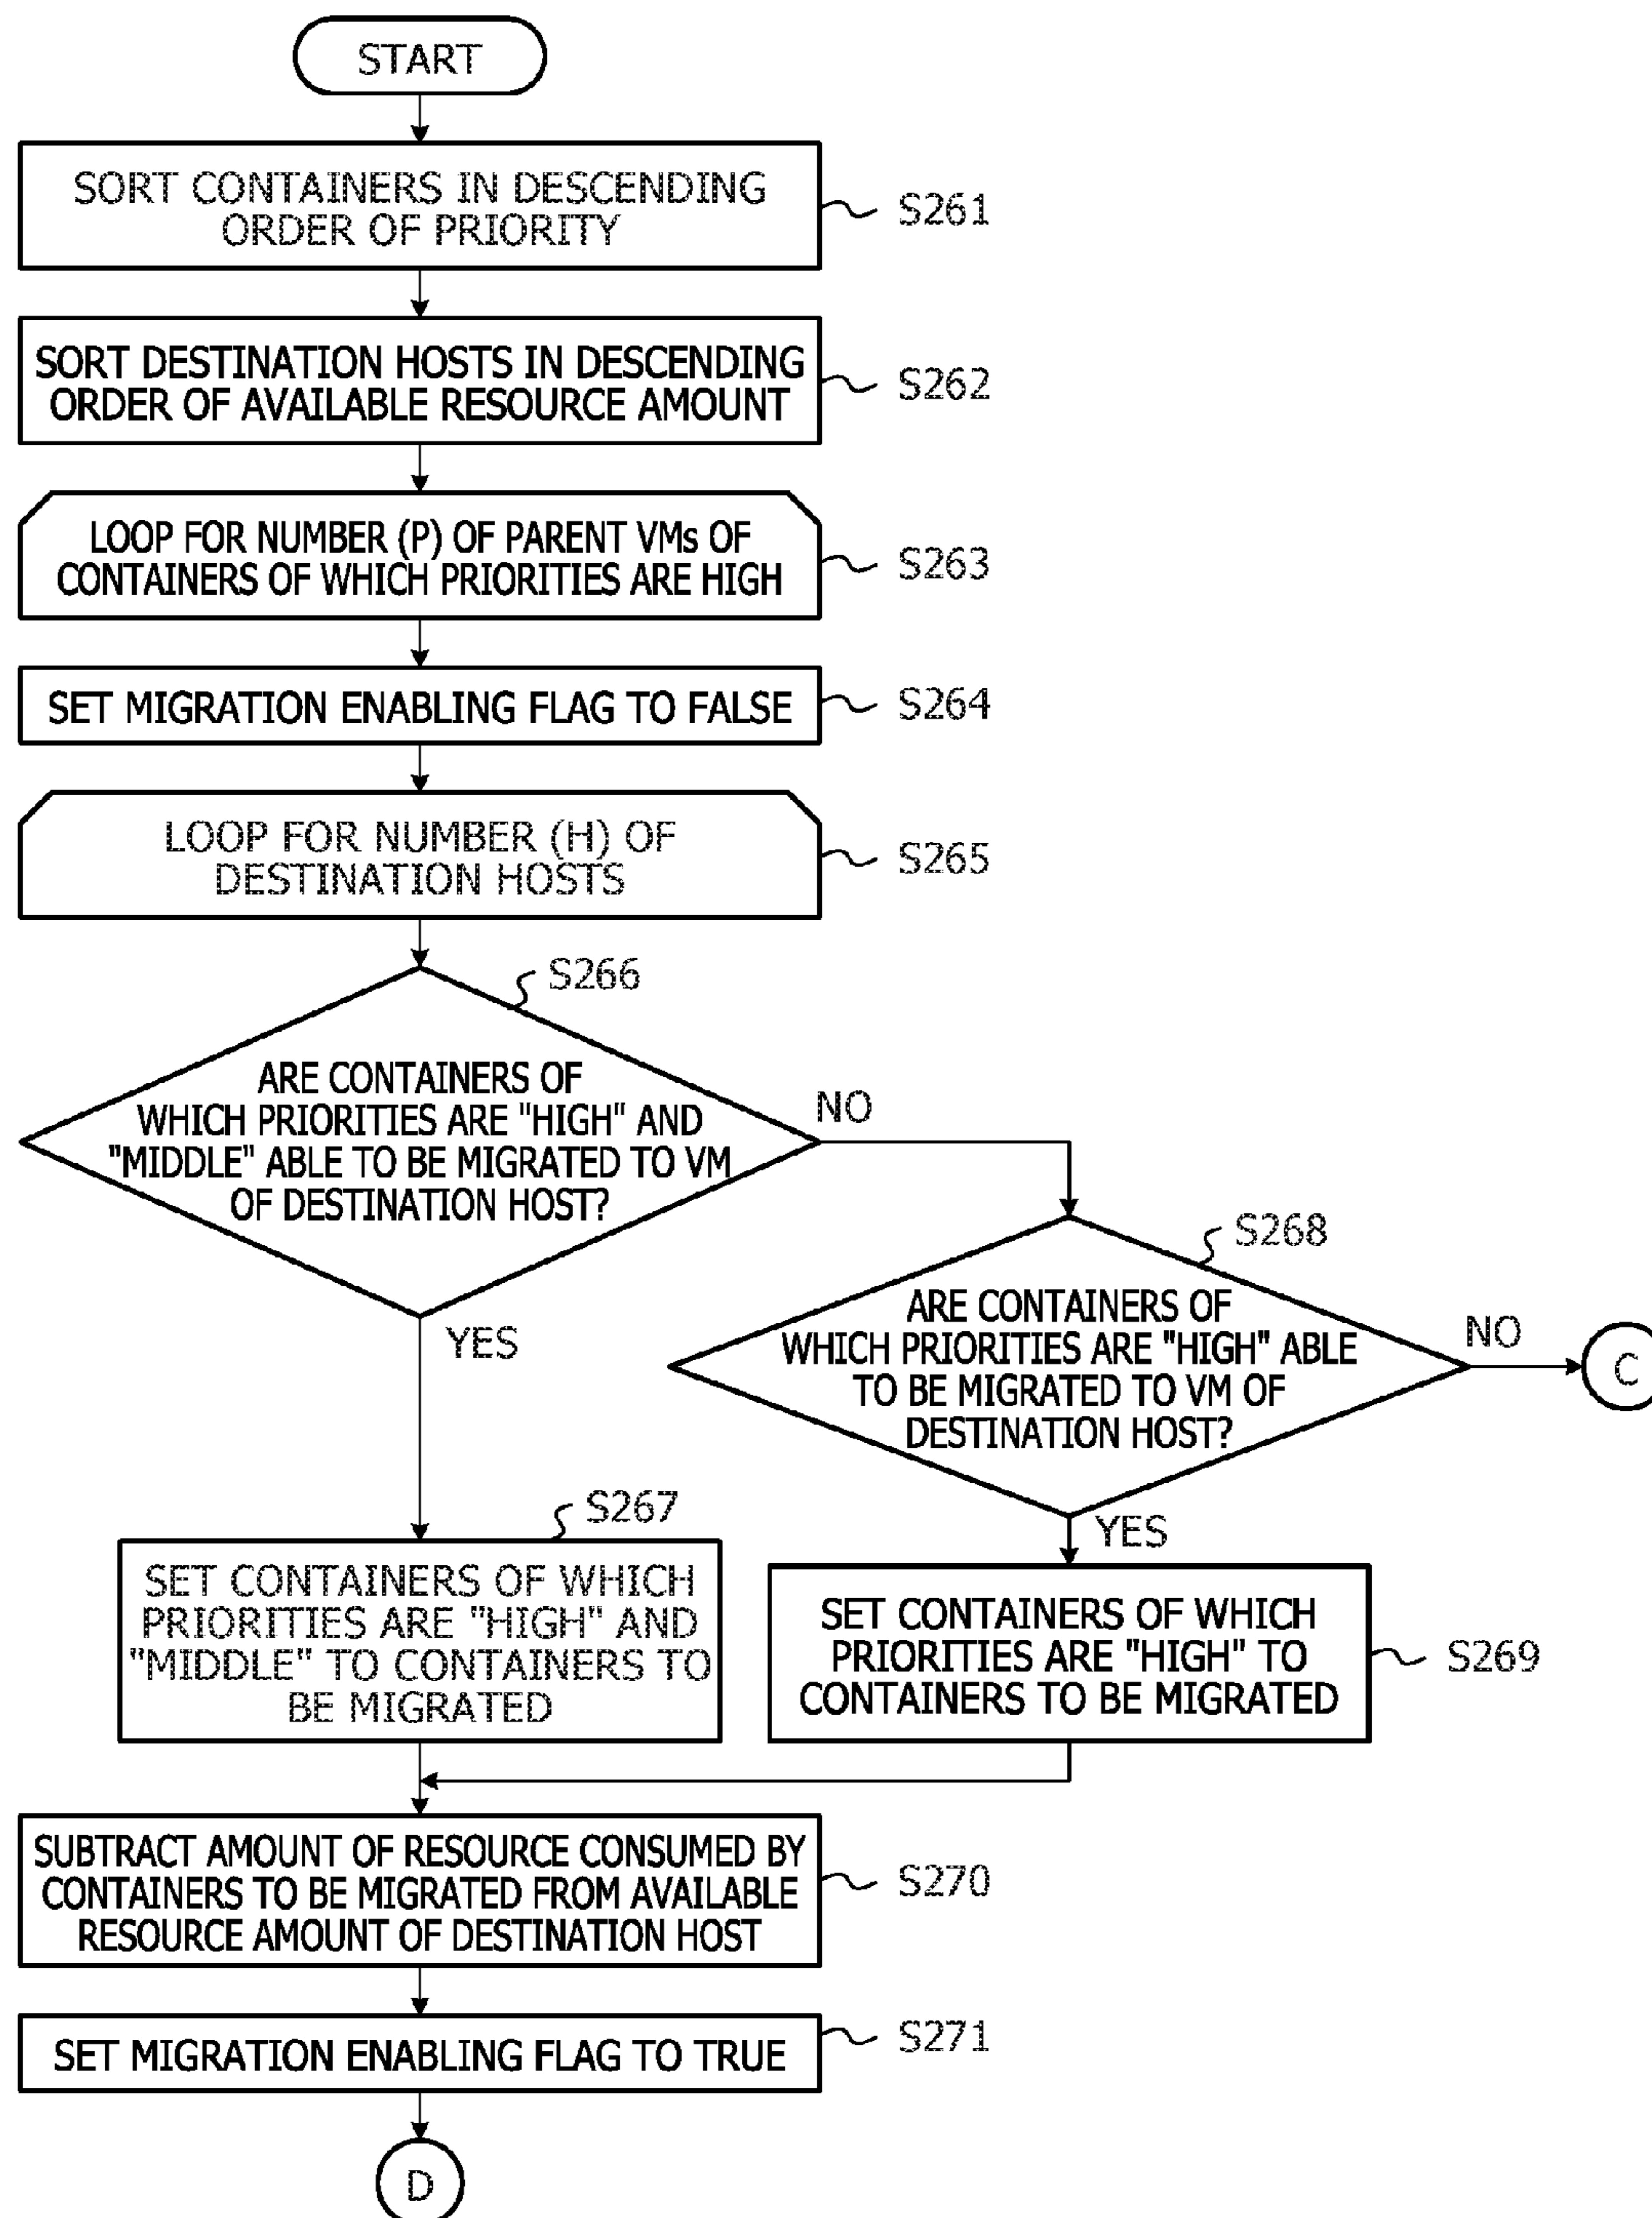 START
SORT CONTAINERS IN DESCENDING
ORDER OF PRIORITY
S261
SORT DESTINATION HOSTS IN DESCENDING
ORDER OF AVAILABLE RESOURCE AMOUNT
S262
LOOP FOR NUMBER (P) OF PARENT VMs OF
CONTAINERS OF WHICH PRIORITIES ARE HIGH
S263
SET MIGRATION ENABLING FLAG TO FALSE
S264
LOOP FOR NUMBER (H) OF
DESTINATION HOSTS
S265
S266
ARE CONTAINERS OF
WHICH PRIORITIES ARE "HIGH" AND
"MIDDLE" ABLE TO BE MIGRATED TO VM
OF DESTINATION HOST?
NO
YES
S268
ARE CONTAINERS OF
WHICH PRIORITIES ARE "HIGH" ABLE
TO BE MIGRATED TO VM OF
DESTINATION HOST?
NO
C
YES
S267
SET CONTAINERS OF WHICH
PRIORITIES ARE "HIGH" AND
"MIDDLE" TO CONTAINERS TO
BE MIGRATED
SET CONTAINERS OF WHICH
PRIORITIES ARE "HIGH" TO
CONTAINERS TO BE MIGRATED
S269
SUBTRACT AMOUNT OF RESOURCE CONSUMED BY
CONTAINERS TO BE MIGRATED FROM AVAILABLE
RESOURCE AMOUNT OF DESTINATION HOST
S270
SET MIGRATION ENABLING FLAG TO TRUE
S271
D